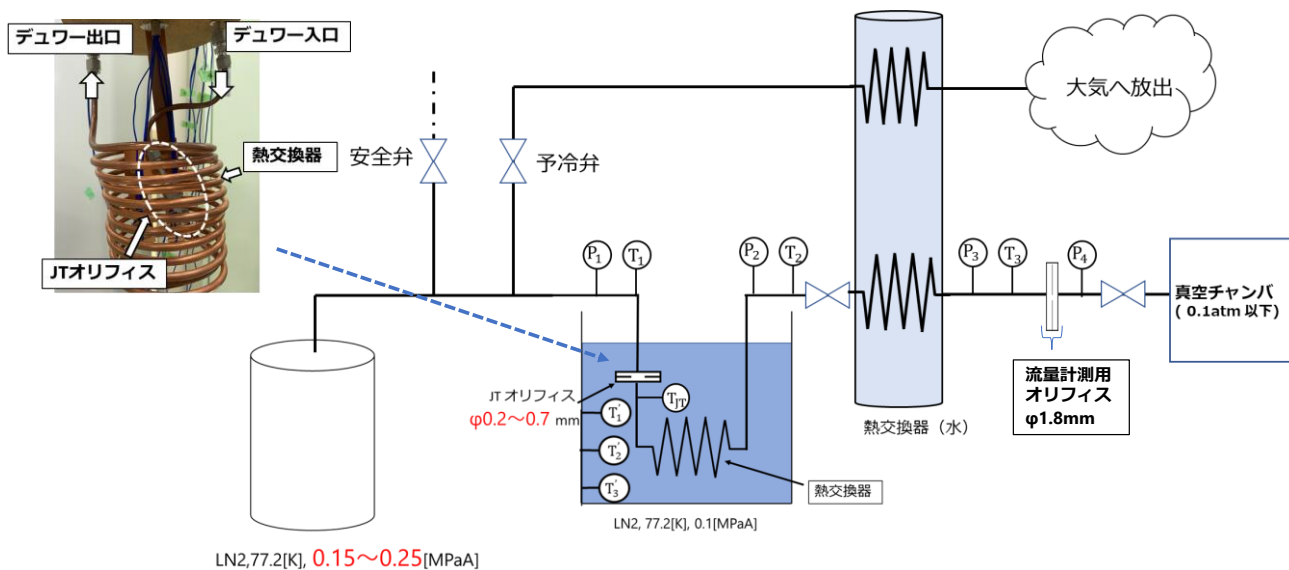 デュワー出口
デュワー入口
熱交換器
JTオリフィス
安全弁
予冷弁
大気へ放出
P1
T1
P2
T2
P3
T3
P4
真空チャンバ
( 0.1atm 以下)
JT オリフィス
φ0.2～0.7 mm
TJT
T'1
T'2
T'3
熱交換器
熱交換器（水）
流量計測用
オリフィス
φ1.8mm
LN2, 77.2[K], 0.1[MPaA]
LN2,77.2[K], 0.15～0.25[MPaA]